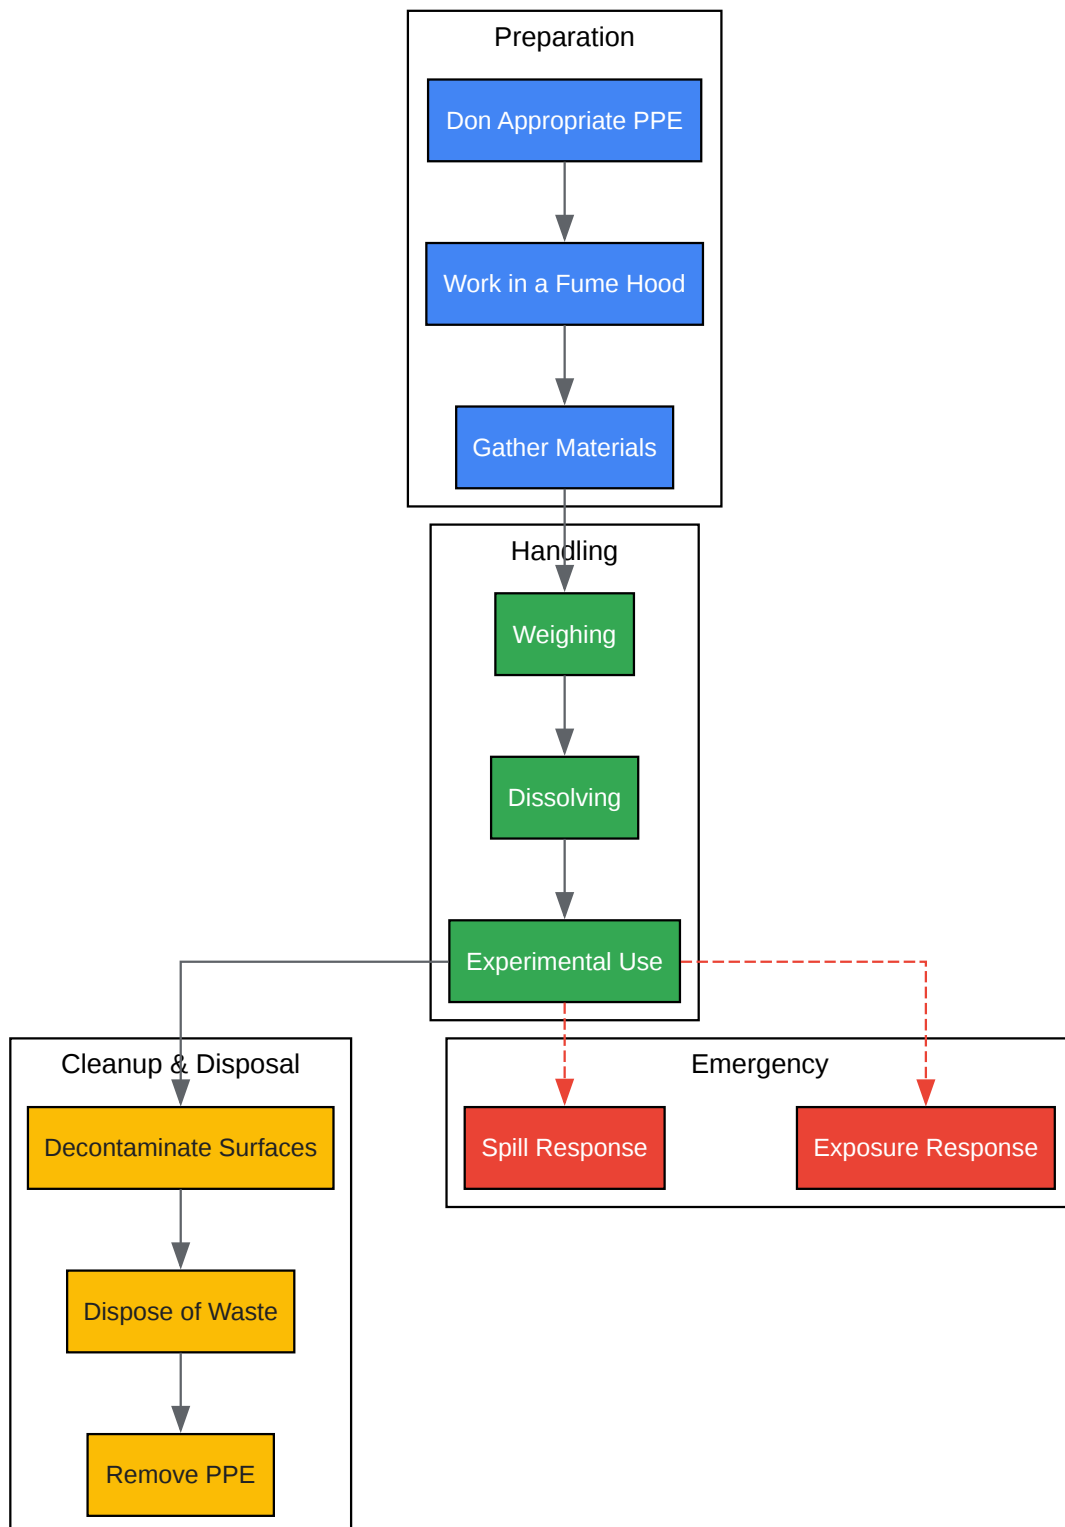 Preparation
Don Appropriate PPE
Work in a Fume Hood
Gather Materials
Handling
Weighing
Dissolving
Experimental Use
Cleanup & Disposal
Decontaminate Surfaces
Dispose of Waste
Remove PPE
Emergency
Spill Response
Exposure Response